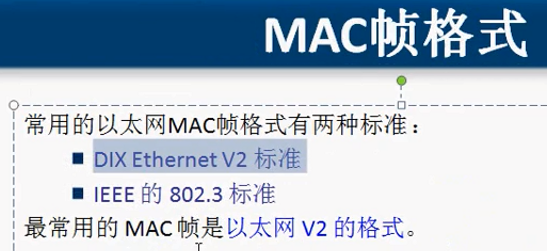 MAC帧格式
常用的以太网MAC帧格式有两种标准：
DIX Ethernet V2 标准
IEEE 的 802.3 标准
最常用的 MAC 帧是以太网 V2 的格式。